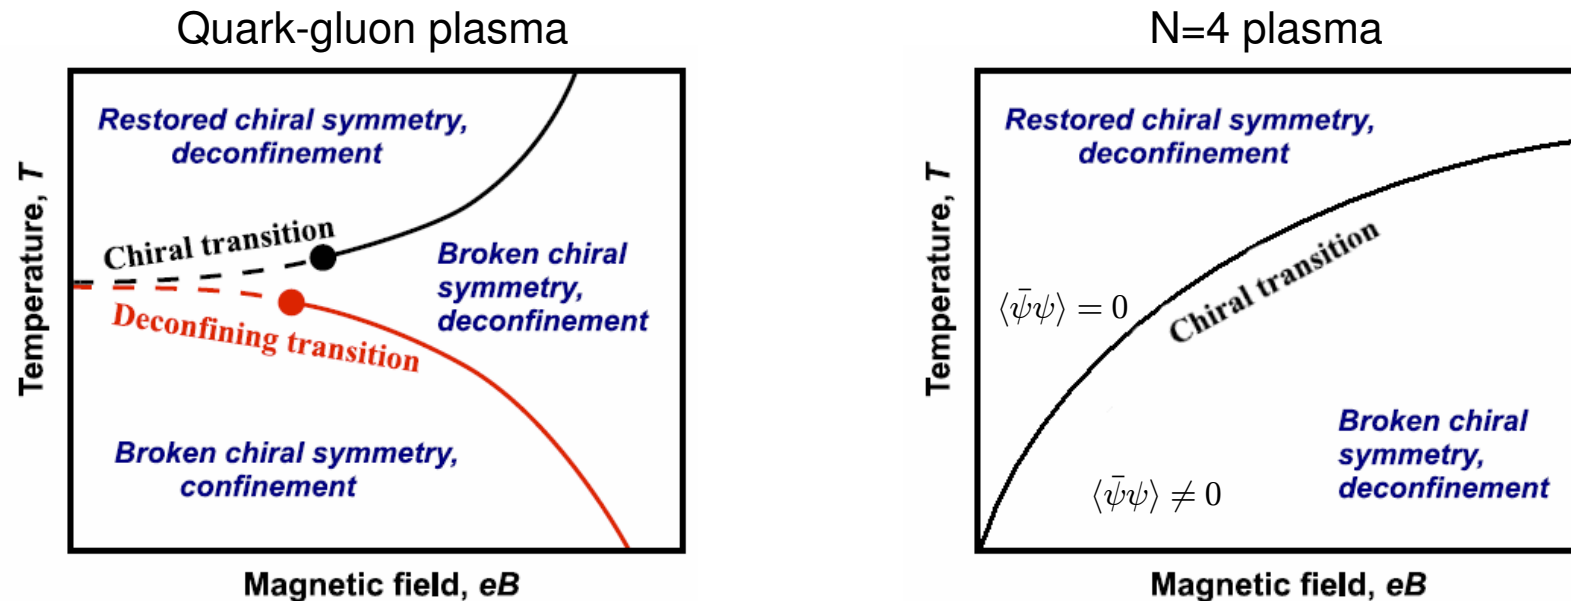 Quark-gluon plasma
Restored chiral symmetry,
deconfinement
Chiral transition
Deconfining transition
Broken chiral
symmetry,
deconfinement
Broken chiral symmetry,
confinement
Temperature, T
Magnetic field, eB
N=4 plasma
Restored chiral symmetry,
deconfinement
⟨ψ̄ψ⟩ = 0
Chiral transition
Broken chiral
symmetry,
deconfinement
⟨ψ̄ψ⟩ ≠ 0
Temperature, T
Magnetic field, eB